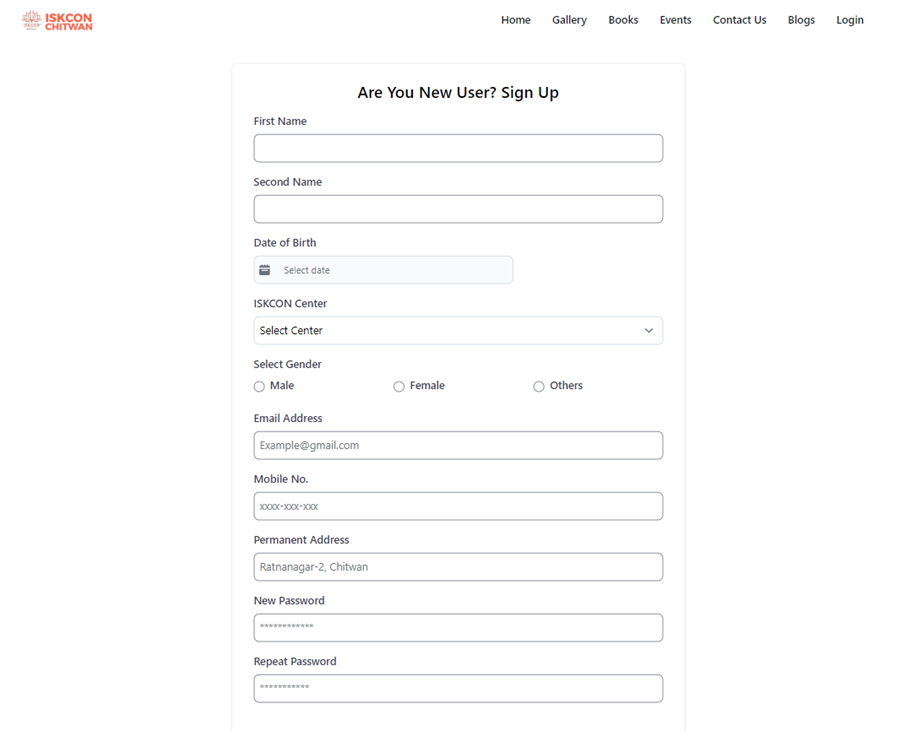 ISKCON
CHITWAN
Home Gallery Books Events Contact Us Blogs Login
Are You New User? Sign Up
First Name
Second Name
Date of Birth
Select date
ISKCON Center
Select Center
Select Gender
Male Female Others
Email Address
Example@gmail.com
Mobile No.
xxxx-xxx-xxx
Permanent Address
Ratnanagar-2, Chitwan
New Password
************
Repeat Password
***********